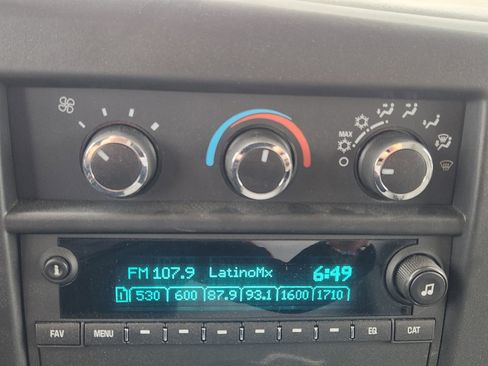 MAX
FM 107.9 LatinoMx 6:49
1 530 600 87.9 93.1 1600 1710
FAV MENU EQ CAT